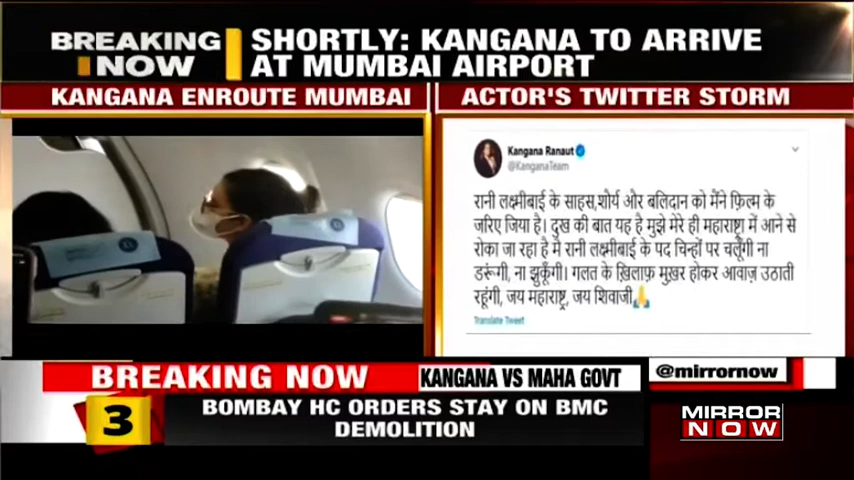 BREAKING NOW
SHORTLY: KANGANA TO ARRIVE
AT MUMBAI AIRPORT
KANGANA ENROUTE MUMBAI
ACTOR'S TWITTER STORM
Kangana Ranaut
@KanganaTeam
रानी लक्ष्मीबाई के साहस,शौर्य और बलिदान को मैंने फ़िल्म के
जरिए जिया है। दुख की बात यह है मुझे मेरे ही महाराष्ट्रा में आने से
रोका जा रहा है मै रानी लक्ष्मीबाई के पद चिन्हों पर चलूँगी ना
डरूंगी, ना झुकूँगी। गलत के ख़िलाफ़ मुख़र होकर आवाज़ उठाती
रहूंगी, जय महाराष्ट्र, जय शिवाजी🙏
Translate Tweet
BREAKING NOW
KANGANA VS MAHA GOVT
@mirrornow
3
BOMBAY HC ORDERS STAY ON BMC
DEMOLITION
MIRROR
NOW